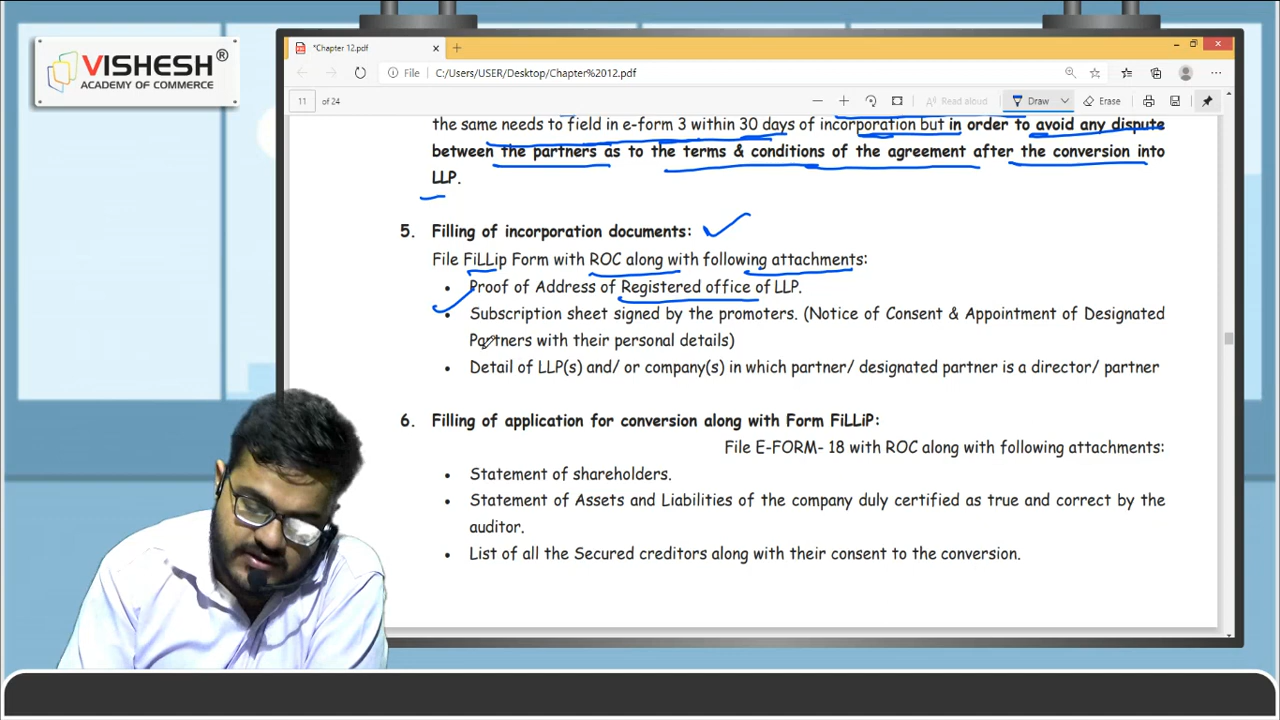 VISHESH®
ACADEMY OF COMMERCE
*Chapter 12.pdf
File C:/Users/USER/Desktop/Chapter%2012.pdf
11 of 24 Read aloud Draw Erase
the same needs to field in e-form 3 within 30 days of incorporation but in order to avoid any dispute
between the partners as to the terms & conditions of the agreement after the conversion into
LLP.
5. Filling of incorporation documents:
File FiLLip Form with ROC along with following attachments:
• Proof of Address of Registered office of LLP.
• Subscription sheet signed by the promoters. (Notice of Consent & Appointment of Designated
Partners with their personal details)
• Detail of LLP(s) and/ or company(s) in which partner/ designated partner is a director/ partner
6. Filling of application for conversion along with Form FiLLiP:
File E-FORM- 18 with ROC along with following attachments:
• Statement of shareholders.
• Statement of Assets and Liabilities of the company duly certified as true and correct by the
auditor.
• List of all the Secured creditors along with their consent to the conversion.